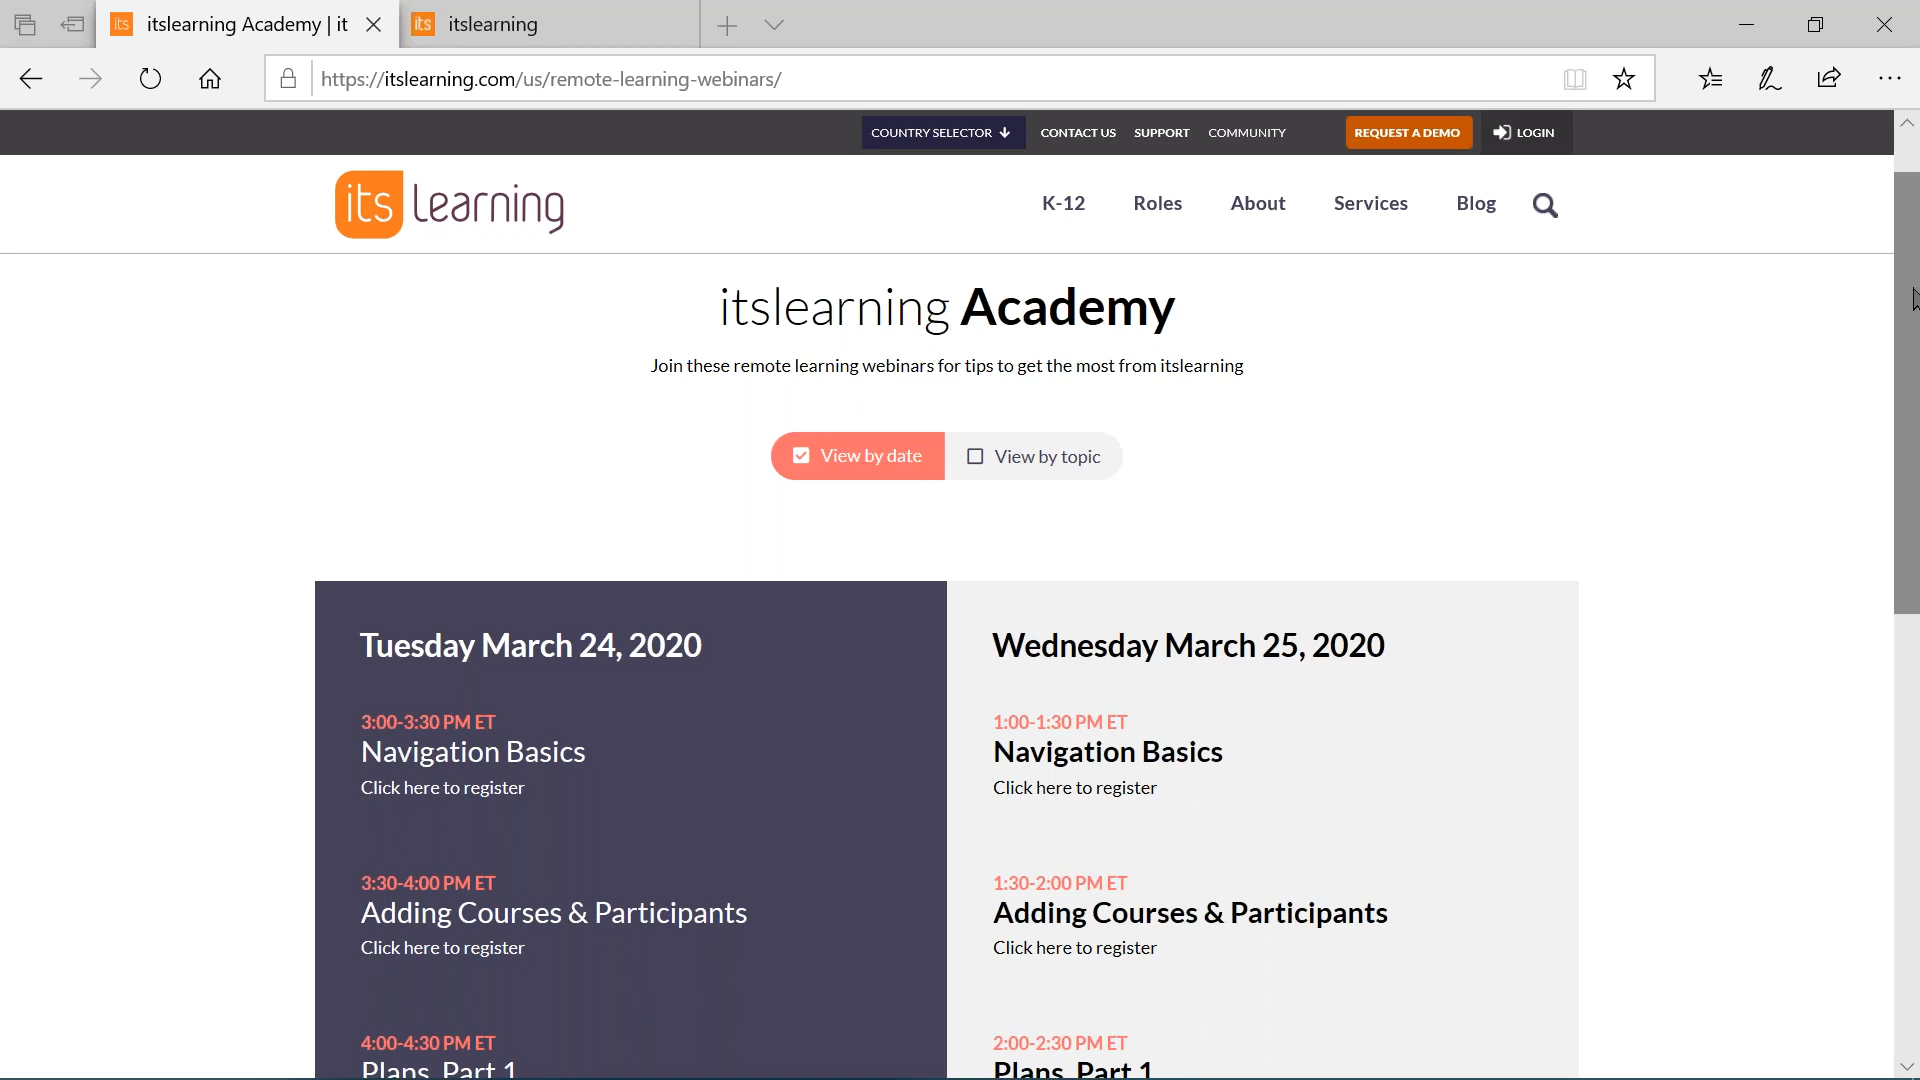 itslearning Academy | it
itslearning
https://itslearning.com/us/remote-learning-webinars/
COUNTRY SELECTOR
CONTACT US
SUPPORT
COMMUNITY
REQUEST A DEMO
LOGIN
its learning
K-12
Roles
About
Services
Blog
itslearning Academy
Join these remote learning webinars for tips to get the most from itslearning
View by date
View by topic
Tuesday March 24, 2020
3:00-3:30 PM ET
Navigation Basics
Click here to register
3:30-4:00 PM ET
Adding Courses & Participants
Click here to register
4:00-4:30 PM ET
Plans, Part 1
Wednesday March 25, 2020
1:00-1:30 PM ET
Navigation Basics
Click here to register
1:30-2:00 PM ET
Adding Courses & Participants
Click here to register
2:00-2:30 PM ET
Plans, Part 1